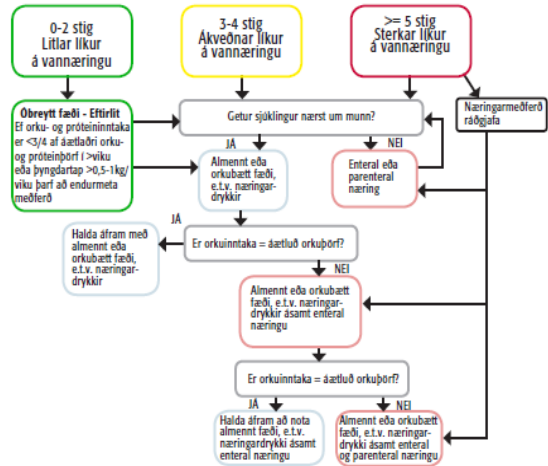 0-2 stig
Litlar líkur
á vannæringu
3-4 stig
Ákveðnar líkur
á vannæringu
>= 5 stig
Sterkar líkur
á vannæringu
Óbreytt fæði - Eftirlit
Ef orku- og próteininntaka
er <3/4 af áætlaðri orku-
og próteinþörf í >viku
eða þyngdartap >0,5-1kg/
viku þarf að endurmeta
meðferð
Getur sjúklingur nærst um munn?
Næringarmeðferð
ráðgjafa
JÁ
NEI
Almennt eða
orkubætt fæði,
e.t.v. næringar-
drykkir
Enteral eða
parenteral
næring
JÁ
Halda áfram með
almennt eða
orkubætt fæði,
e.t.v. næringar-
drykkir
Er orkuinntaka = áætluð orkuþörf?
NEI
Almennt eða orkubætt
fæði, e.t.v. næringar-
drykkir ásamt enteral
næringu
Er orkuinntaka = áætluð orkuþörf?
JÁ
NEI
Halda áfram að nota
almennt fæði, e.t.v.
næringardrykki ásamt
enteral næringu
Almennt eða orkubætt
fæði, e.t.v. næringar-
drykki ásamt enteral
og parenteral næringu